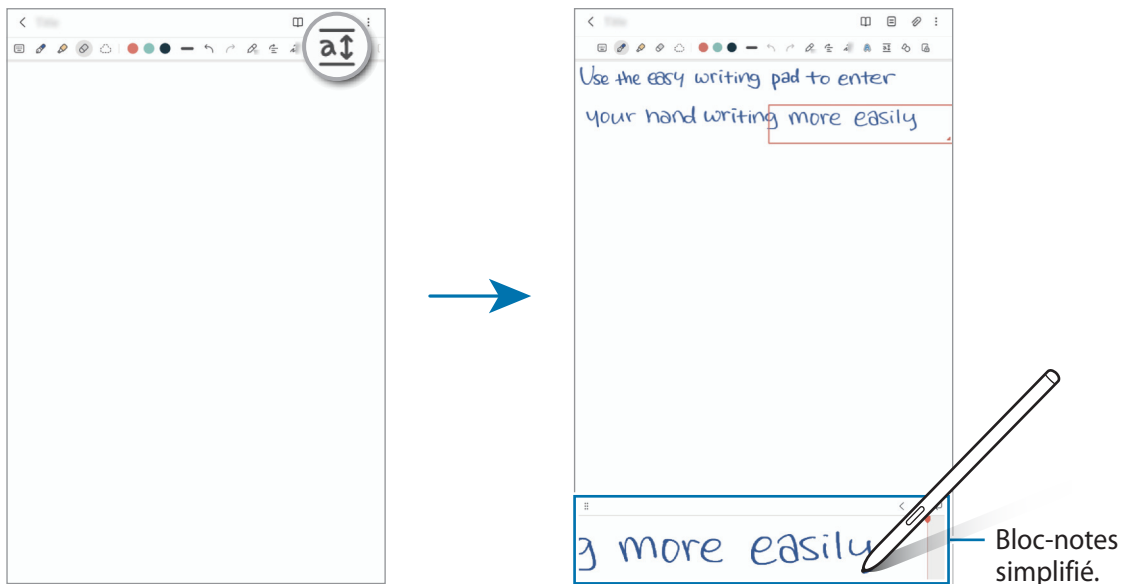 a
Use the easy writing pad to enter
your hand writing more easily
g more easily
Bloc-notes
simplifié.